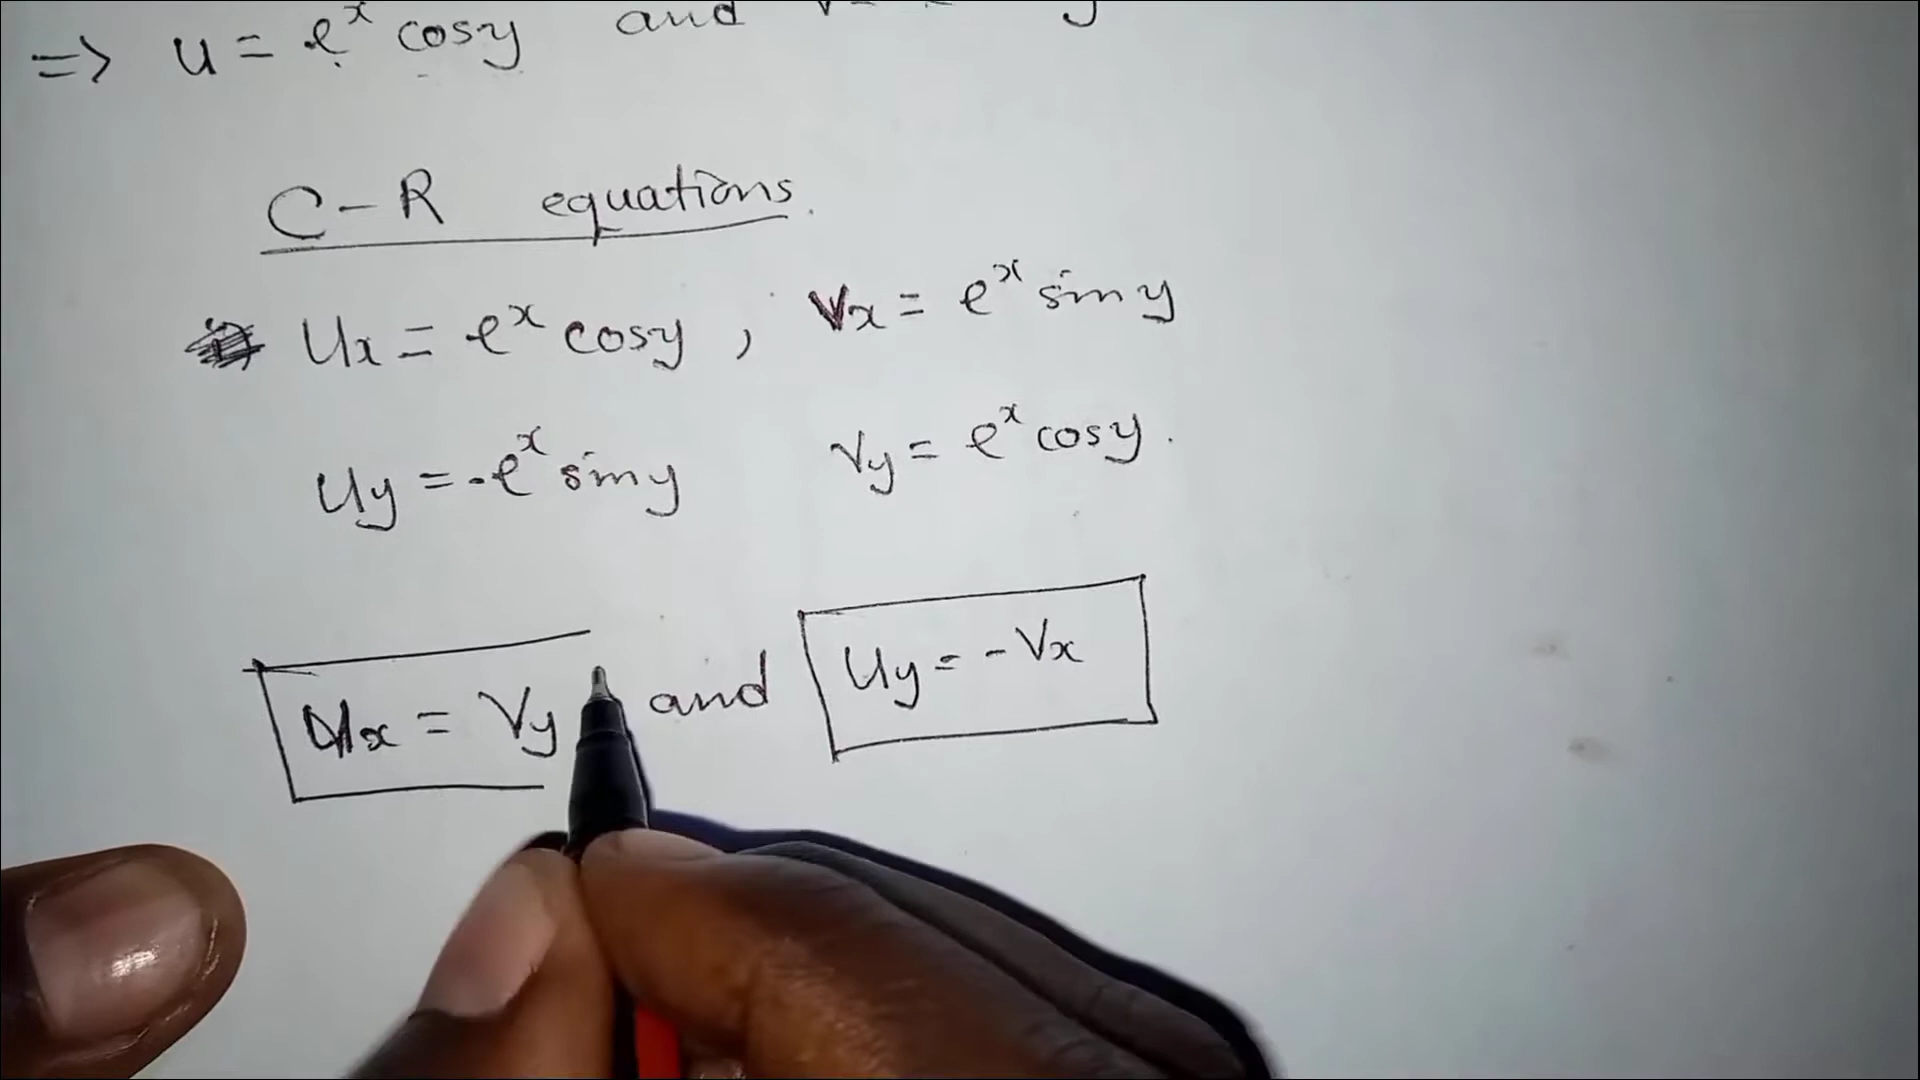 => u = e^x cosy and
C-R equations.
Ux = e^x cosy , Vx = e^x siny
Uy = -e^x siny Vy = e^x cosy .
Ux = Vy and Uy = -Vx